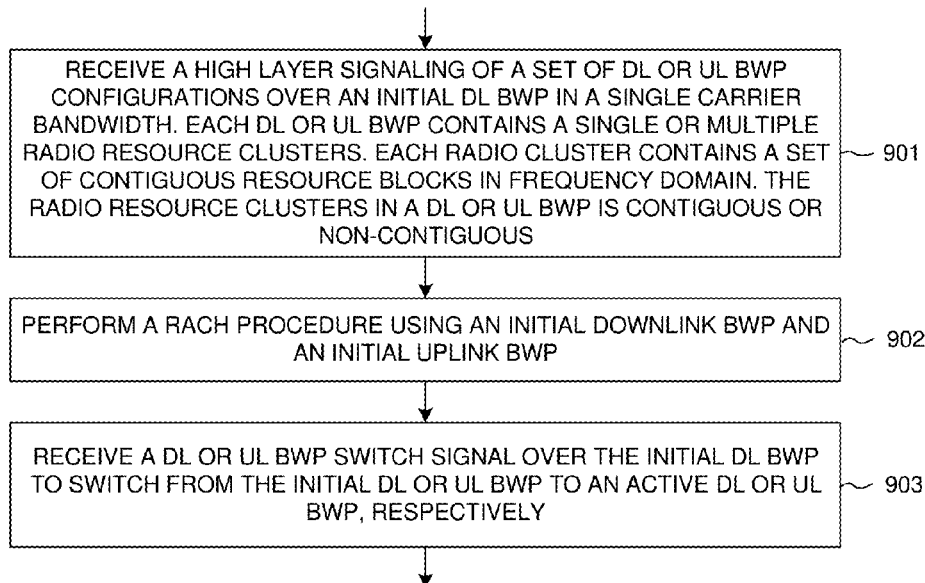 RECEIVE A HIGH LAYER SIGNALING OF A SET OF DL OR UL BWP
CONFIGURATIONS OVER AN INITIAL DL BWP IN A SINGLE CARRIER
BANDWIDTH. EACH DL OR UL BWP CONTAINS A SINGLE OR MULTIPLE
RADIO RESOURCE CLUSTERS. EACH RADIO CLUSTER CONTAINS A SET
OF CONTIGUOUS RESOURCE BLOCKS IN FREQUENCY DOMAIN. THE
RADIO RESOURCE CLUSTERS IN A DL OR UL BWP IS CONTIGUOUS OR
NON-CONTIGUOUS
901
PERFORM A RACH PROCEDURE USING AN INITIAL DOWNLINK BWP AND
AN INITIAL UPLINK BWP
902
RECEIVE A DL OR UL BWP SWITCH SIGNAL OVER THE INITIAL DL BWP
TO SWITCH FROM THE INITIAL DL OR UL BWP TO AN ACTIVE DL OR UL
BWP, RESPECTIVELY
903